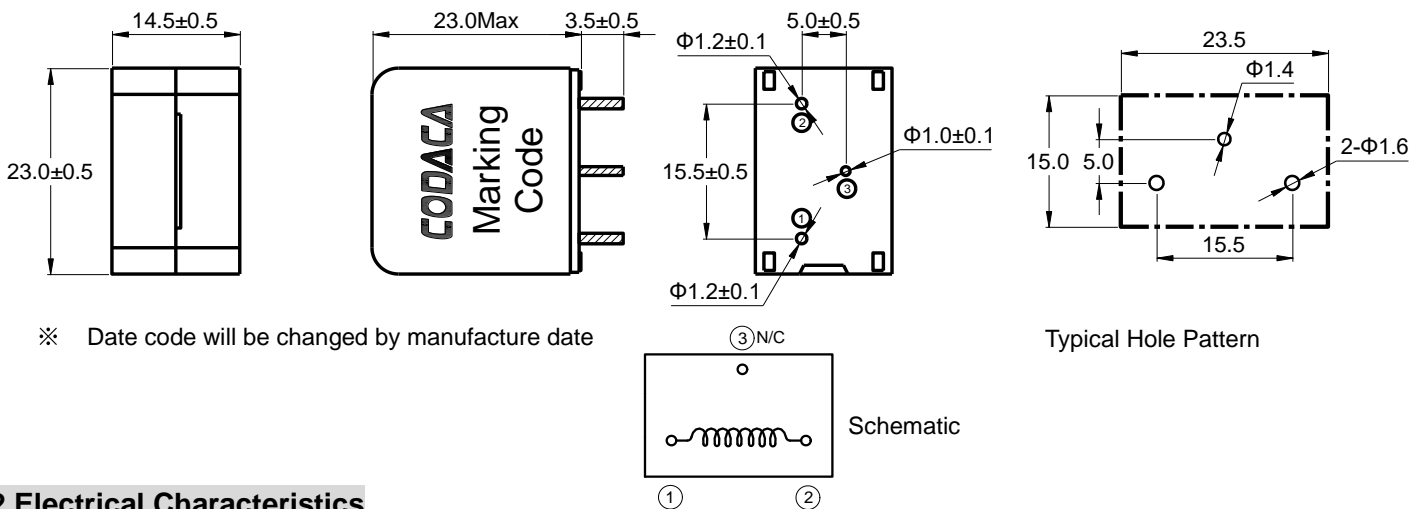 14.5±0.5
23.0Max
3.5±0.5
5.0±0.5
23.5
Φ1.2±0.1
Φ1.4
②
Φ1.0±0.1
23.0±0.5
CODACA
Marking
Code
15.5±0.5
③
15.0
5.0
2-Φ1.6
①
15.5
Φ1.2±0.1
※ Date code will be changed by manufacture date
③N/C
Typical Hole Pattern
Schematic
① ②
2 Electrical Characteristics